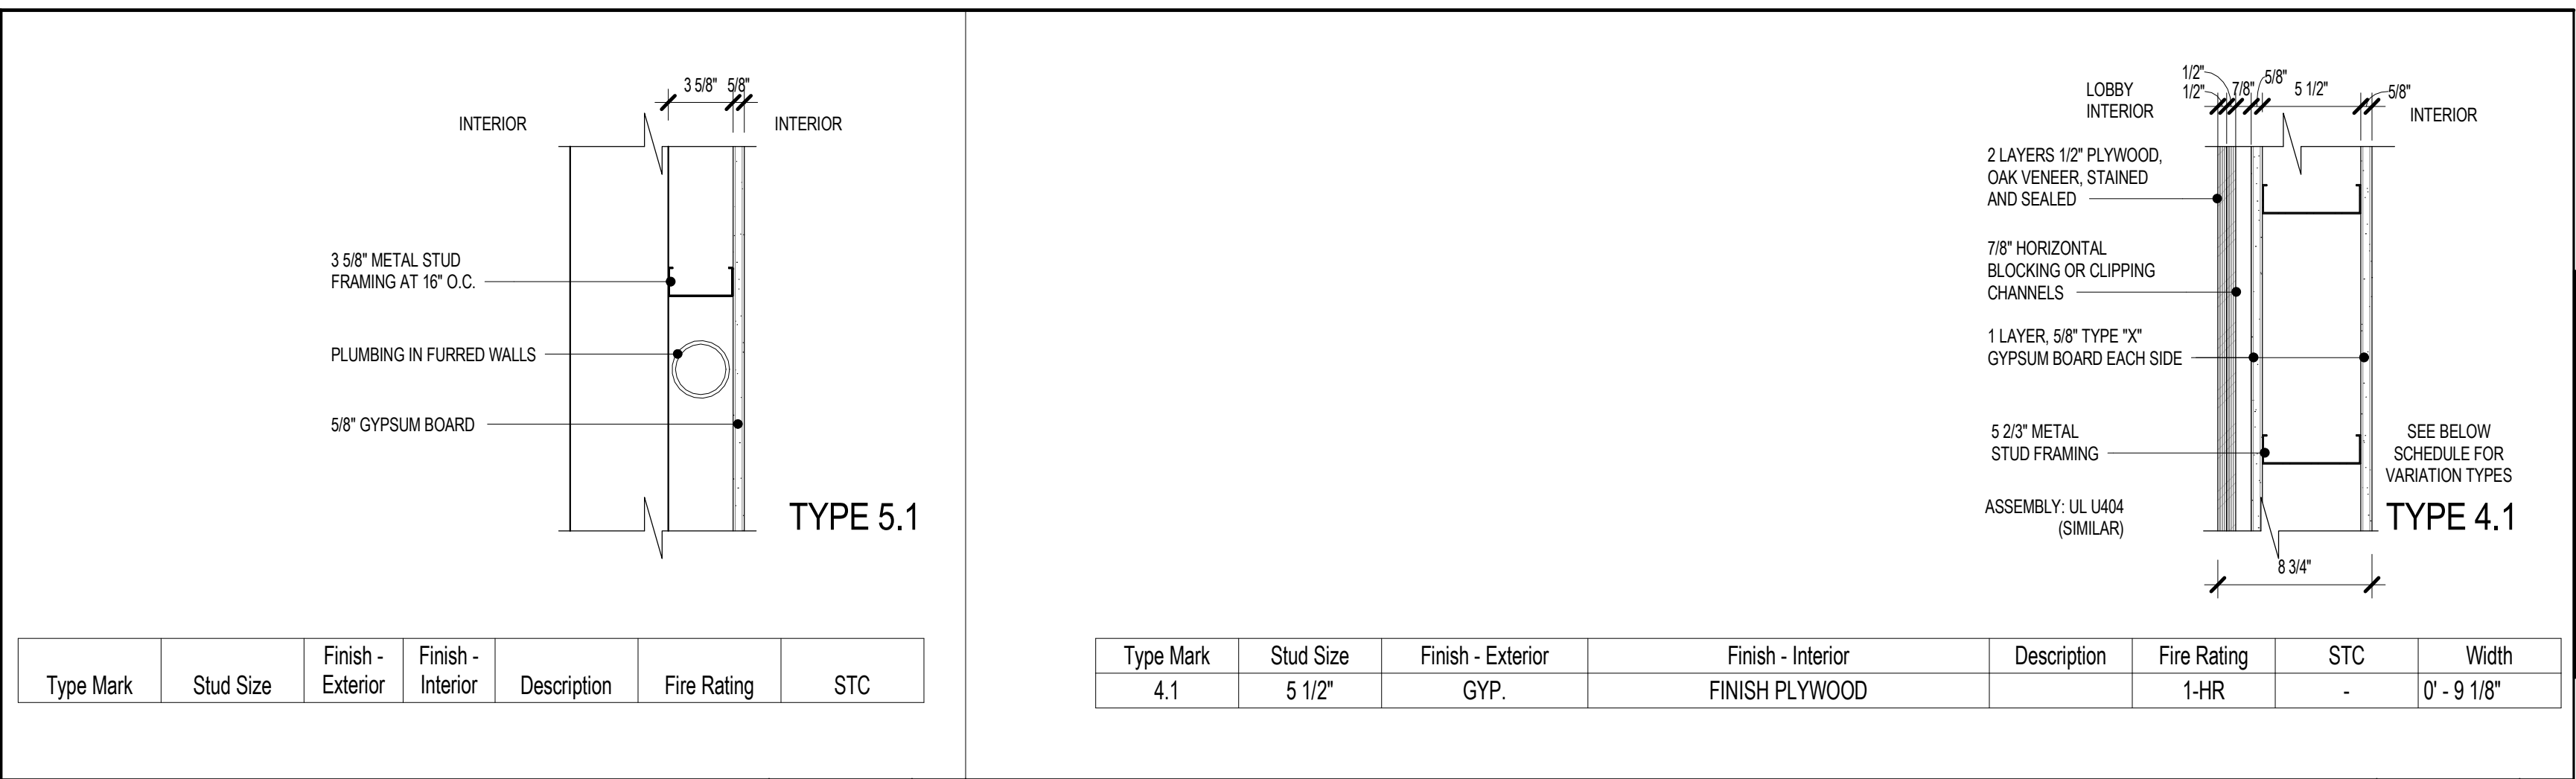 3 5/8" 5/8"
INTERIOR
INTERIOR
3 5/8" METAL STUD
FRAMING AT 16" O.C.
PLUMBING IN FURRED WALLS
5/8" GYPSUM BOARD
TYPE 5.1
Type Mark
Stud Size
Finish -
Exterior
Finish -
Interior
Description
Fire Rating
STC
LOBBY
INTERIOR
1/2"
1/2"
7/8"
5/8"
5 1/2"
5/8"
INTERIOR
2 LAYERS 1/2" PLYWOOD,
OAK VENEER, STAINED
AND SEALED
7/8" HORIZONTAL
BLOCKING OR CLIPPING
CHANNELS
1 LAYER, 5/8" TYPE "X"
GYPSUM BOARD EACH SIDE
5 2/3" METAL
STUD FRAMING
ASSEMBLY: UL U404
(SIMILAR)
SEE BELOW
SCHEDULE FOR
VARIATION TYPES
TYPE 4.1
8 3/4"
Type Mark Stud Size Finish - Exterior Finish - Interior Description Fire Rating STC Width
4.1 5 1/2" GYP. FINISH PLYWOOD 1-HR - 0' - 9 1/8"